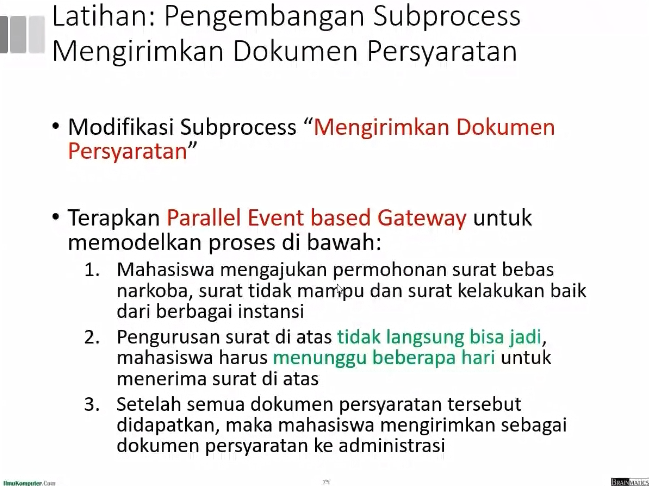 Latihan: Pengembangan Subprocess
Mengirimkan Dokumen Persyaratan
• Modifikasi Subprocess “Mengirimkan Dokumen
Persyaratan”
• Terapkan Parallel Event based Gateway untuk
memodelkan proses di bawah:
1. Mahasiswa mengajukan permohonan surat bebas
narkoba, surat tidak mampu dan surat kelakukan baik
dari berbagai instansi
2. Pengurusan surat di atas tidak langsung bisa jadi,
mahasiswa harus menunggu beberapa hari untuk
menerima surat di atas
3. Setelah semua dokumen persyaratan tersebut
didapatkan, maka mahasiswa mengirimkan sebagai
dokumen persyaratan ke administrasi
IlmuKomputer.Com
BRAINMATICS